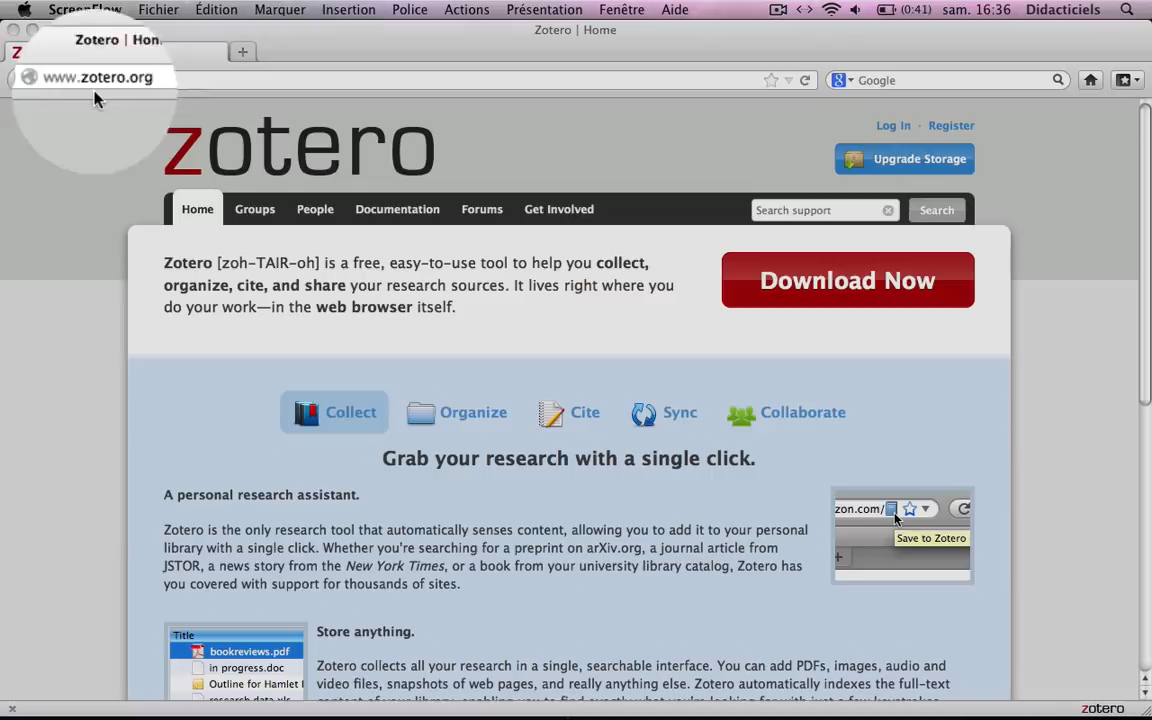 ScreenFlow Fichier Édition Marquer Insertion Police Actions Présentation Fenêtre Aide (0:41) sam. 16:36 Didacticiels
Zotero | Home
Zotero | Hon
www.zotero.org
Google
zotero
Log In · Register
Upgrade Storage
Home Groups People Documentation Forums Get Involved
Search support
Search
Zotero [zoh-TAIR-oh] is a free, easy-to-use tool to help you collect,
organize, cite, and share your research sources. It lives right where you
do your work—in the web browser itself.
Download Now
Collect Organize Cite Sync Collaborate
Grab your research with a single click.
A personal research assistant.
Zotero is the only research tool that automatically senses content, allowing you to add it to your personal
library with a single click. Whether you're searching for a preprint on arXiv.org, a journal article from
JSTOR, a news story from the New York Times, or a book from your university library catalog, Zotero has
you covered with support for thousands of sites.
zon.com/
Save to Zotero
Title
bookreviews.pdf
in progress.doc
Outline for Hamlet
Store anything.
Zotero collects all your research in a single, searchable interface. You can add PDFs, images, audio and
video files, snapshots of web pages, and really anything else. Zotero automatically indexes the full-text
zotero